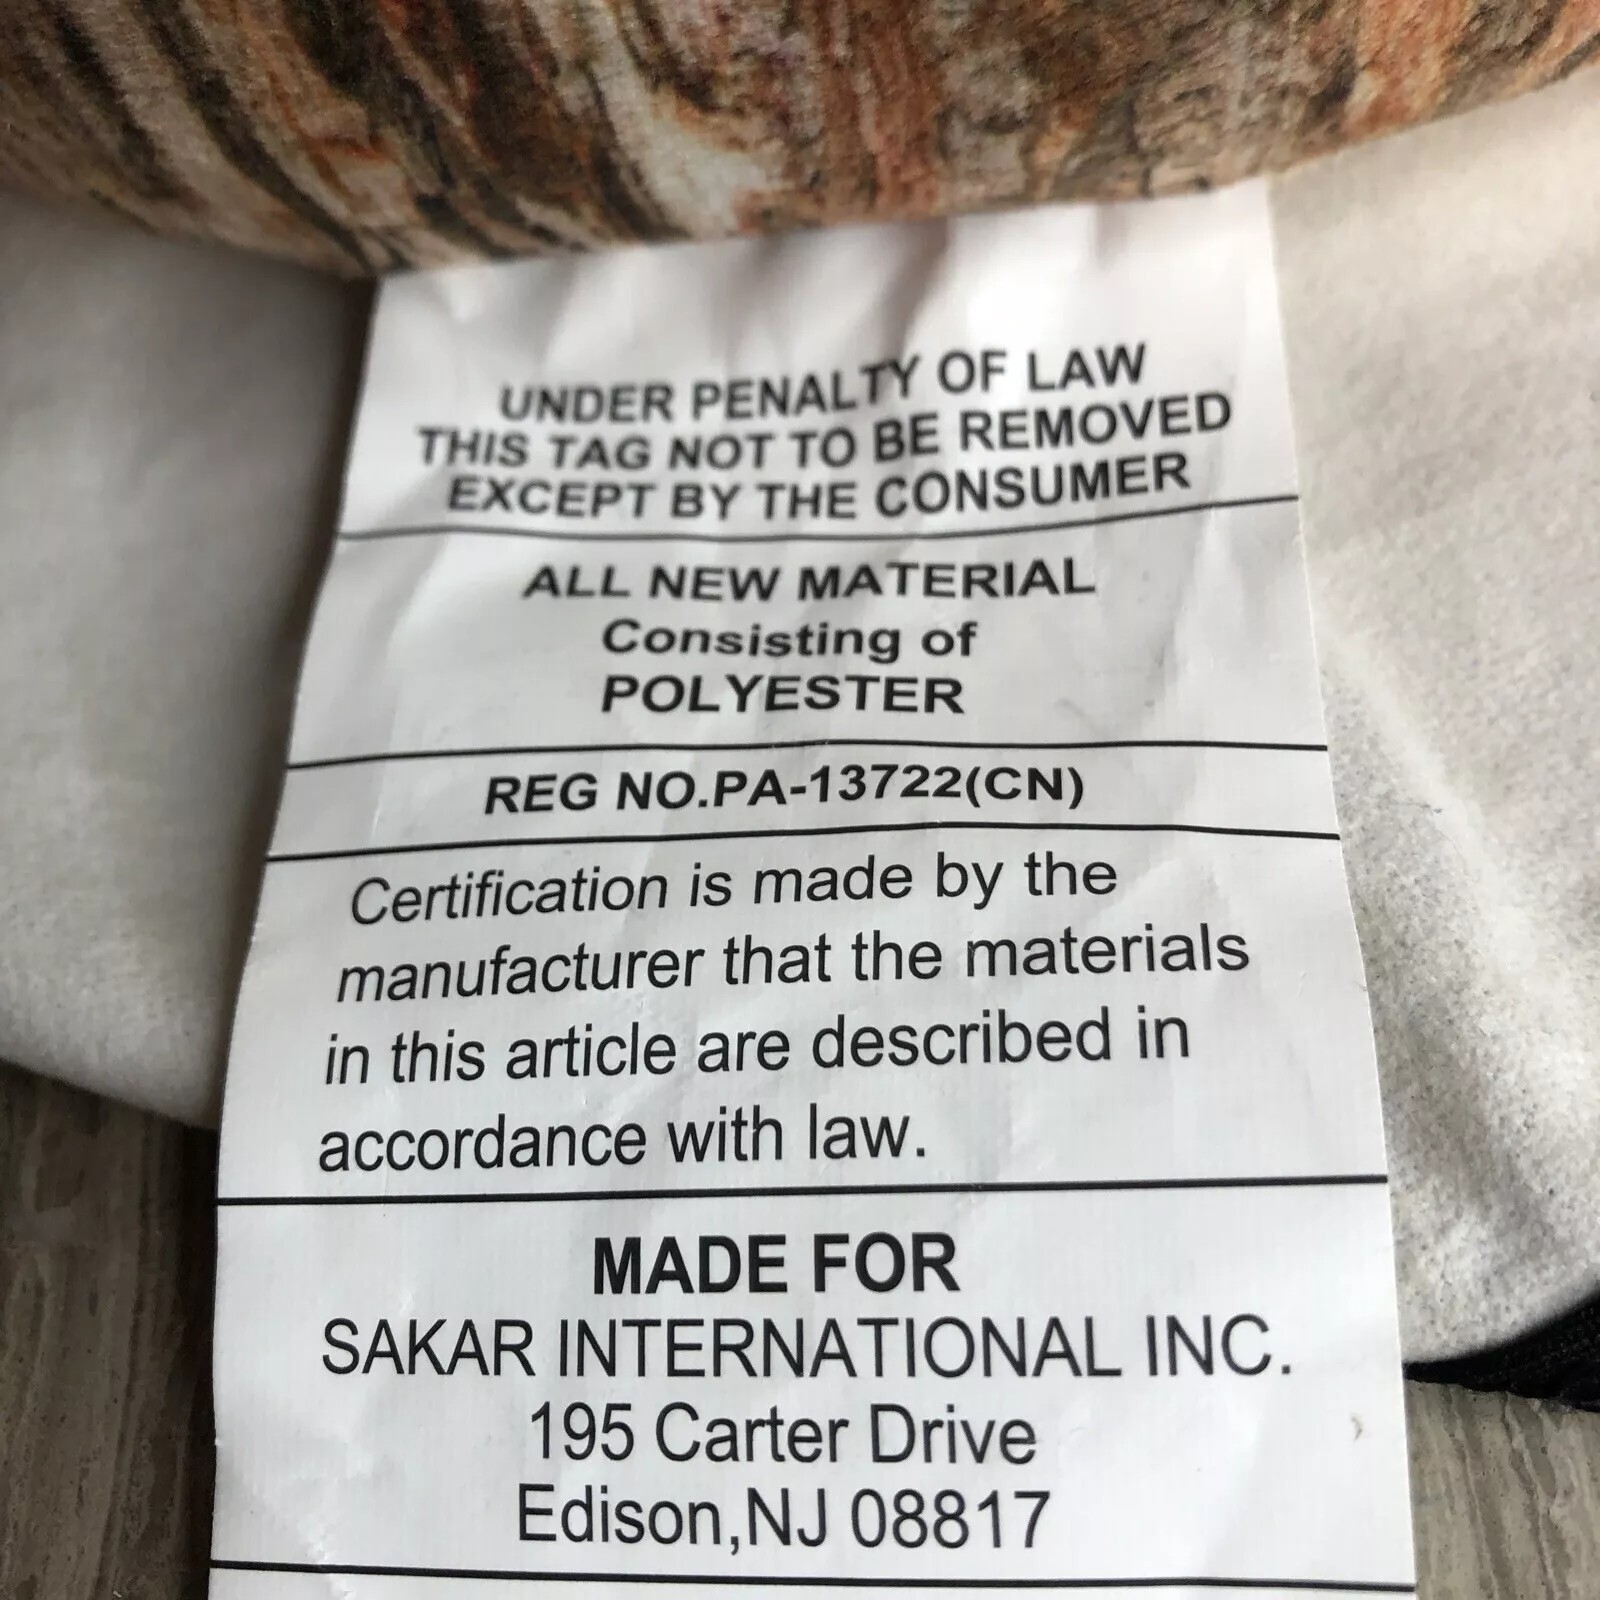 UNDER PENALTY OF LAW
THIS TAG NOT TO BE REMOVED
EXCEPT BY THE CONSUMER
ALL NEW MATERIAL
Consisting of
POLYESTER
REG NO.PA-13722(CN)
Certification is made by the
manufacturer that the materials
in this article are described in
accordance with law.
MADE FOR
SAKAR INTERNATIONAL INC.
195 Carter Drive
Edison,NJ 08817